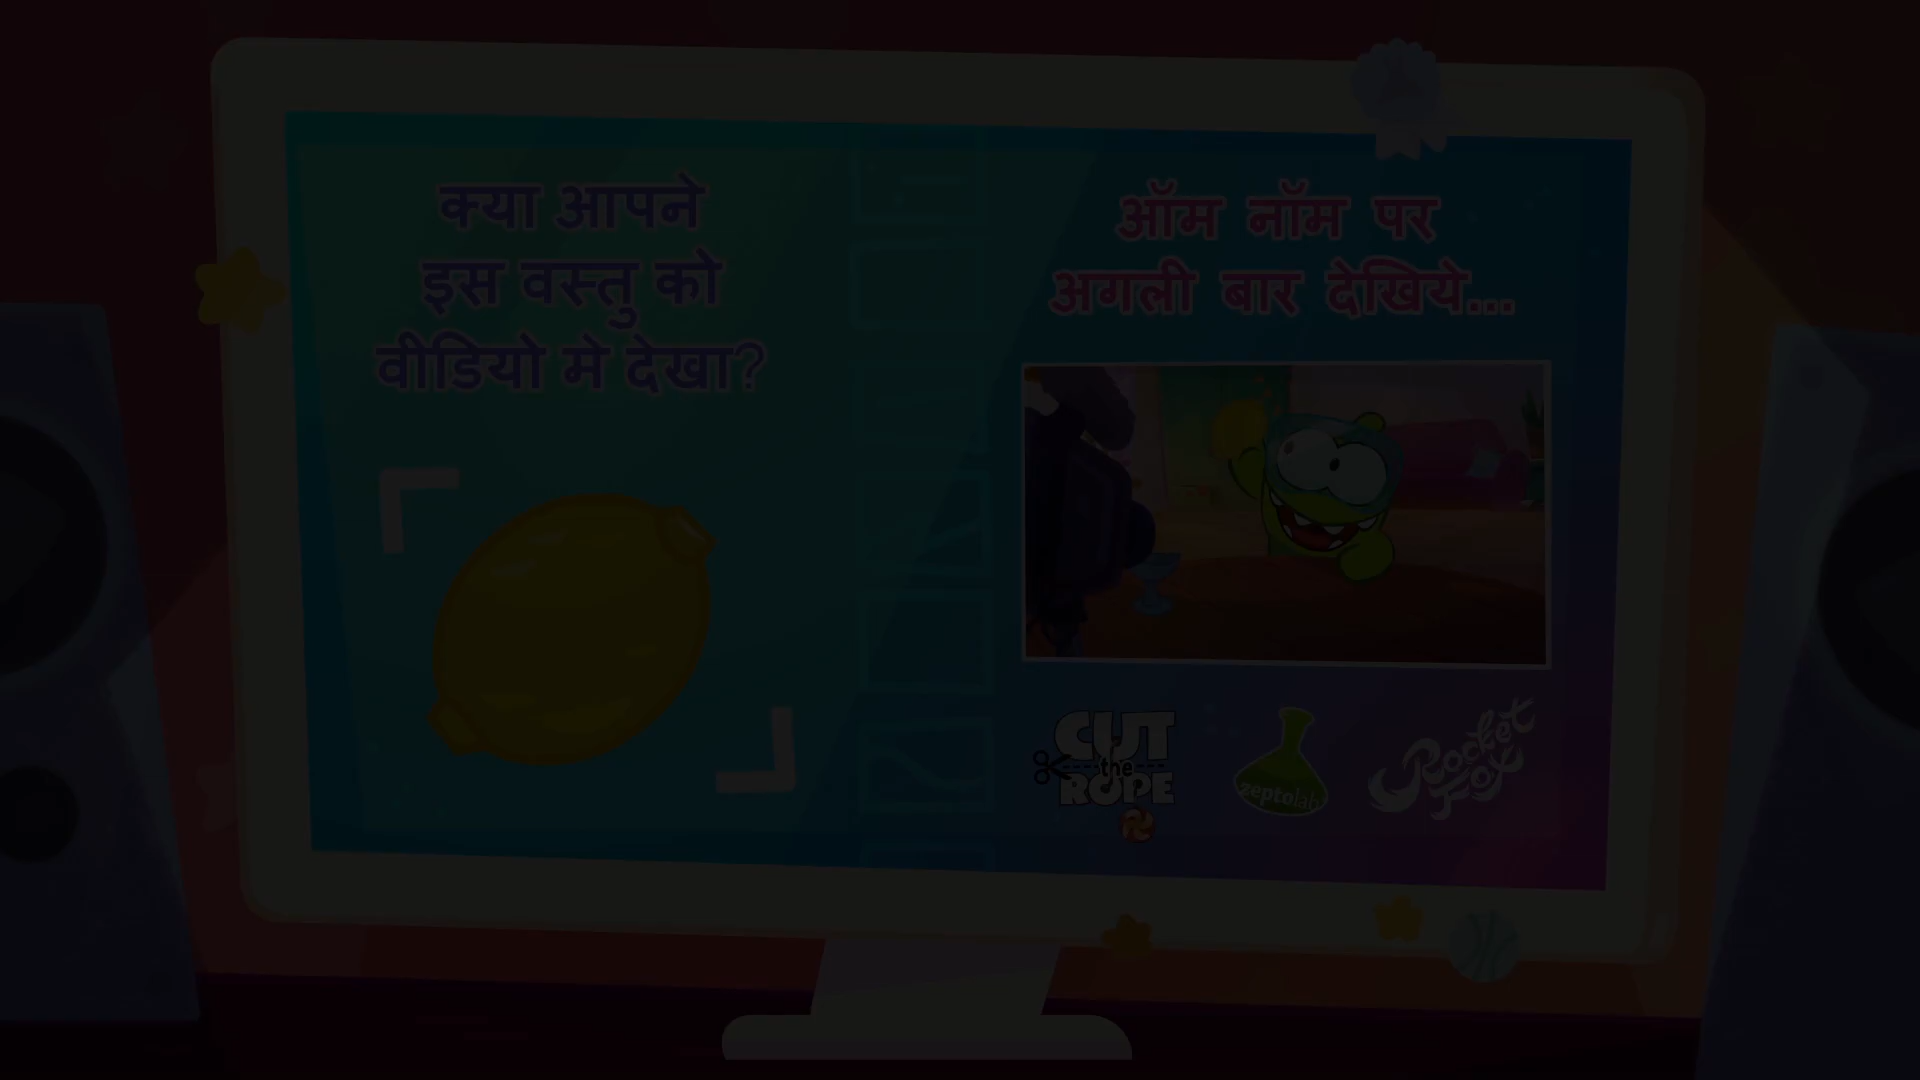 क्या आपने
इस वस्तु को
वीडियो मे देखा?
ऑम नॉम पर
अगली बार देखिये...
CUT
the
ROPE
zeptolab
Rocket
Fox